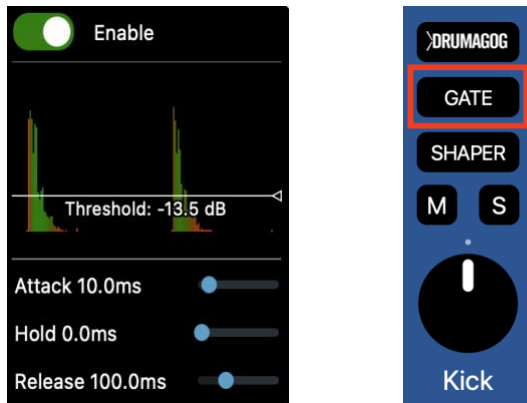 Enable
Threshold: -13.5 dB
Attack 10.0ms
Hold 0.0ms
Release 100.0ms
DRUMAGOG
GATE
SHAPER
M S
Kick